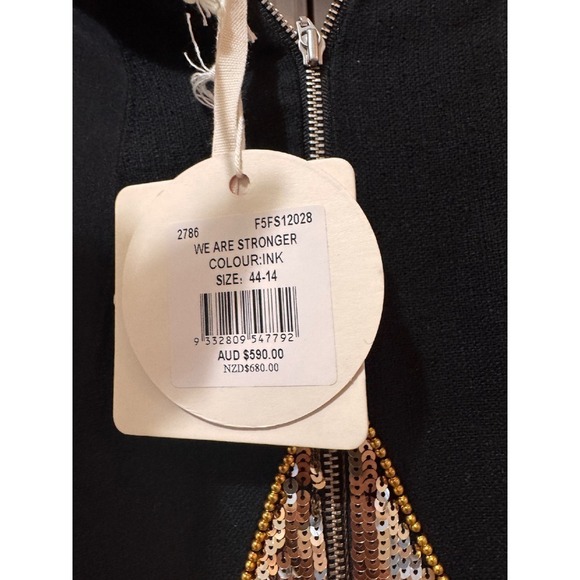 2786 F5FS12028
WE ARE STRONGER
COLOUR:INK
SIZE: 44-14
9 332809 547792
AUD $590.00
NZD$680.00